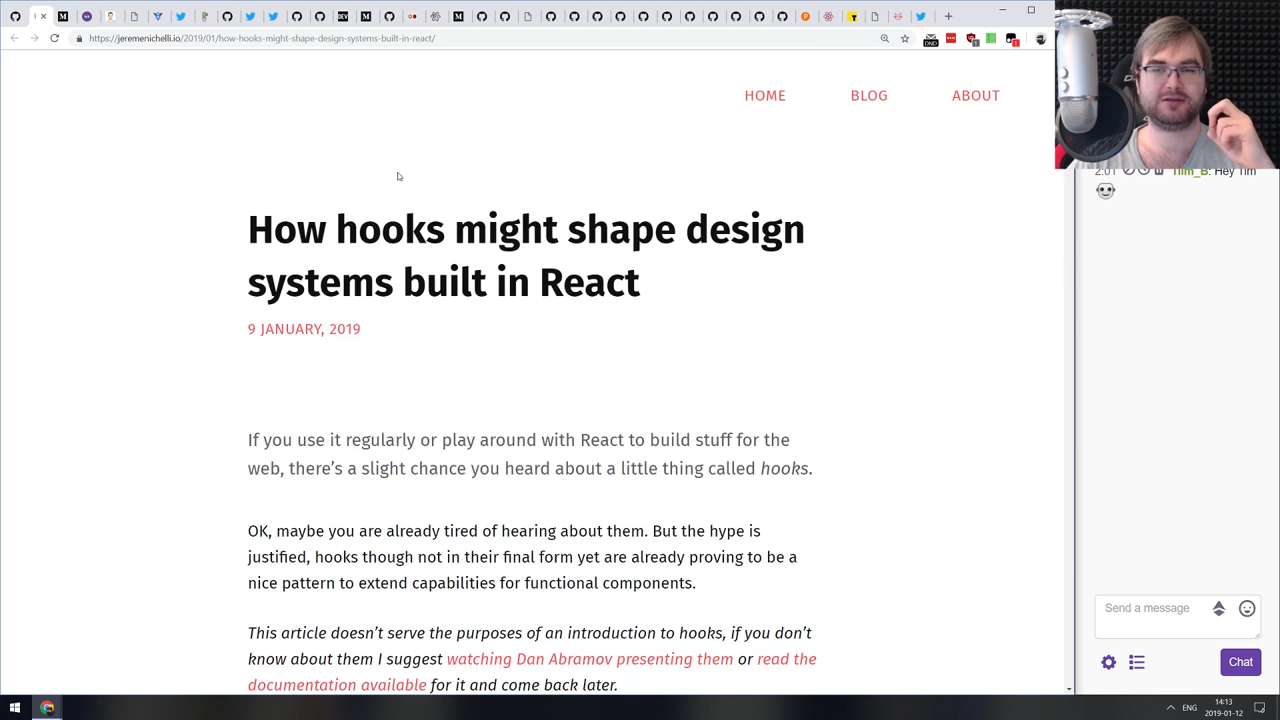 https://jeremenichelli.io/2019/01/how-hooks-might-shape-design-systems-built-in-react/
HOME BLOG ABOUT
How hooks might shape design
systems built in React
9 JANUARY, 2019
If you use it regularly or play around with React to build stuff for the
web, there's a slight chance you heard about a little thing called hooks.
OK, maybe you are already tired of hearing about them. But the hype is
justified, hooks though not in their final form yet are already proving to be a
nice pattern to extend capabilities for functional components.
This article doesn't serve the purposes of an introduction to hooks, if you don't
know about them I suggest watching Dan Abramov presenting them or read the
documentation available for it and come back later.
2:01 Tim_B: Hey Tim
Send a message
Chat
DND
ENG
14:13
2019-01-12